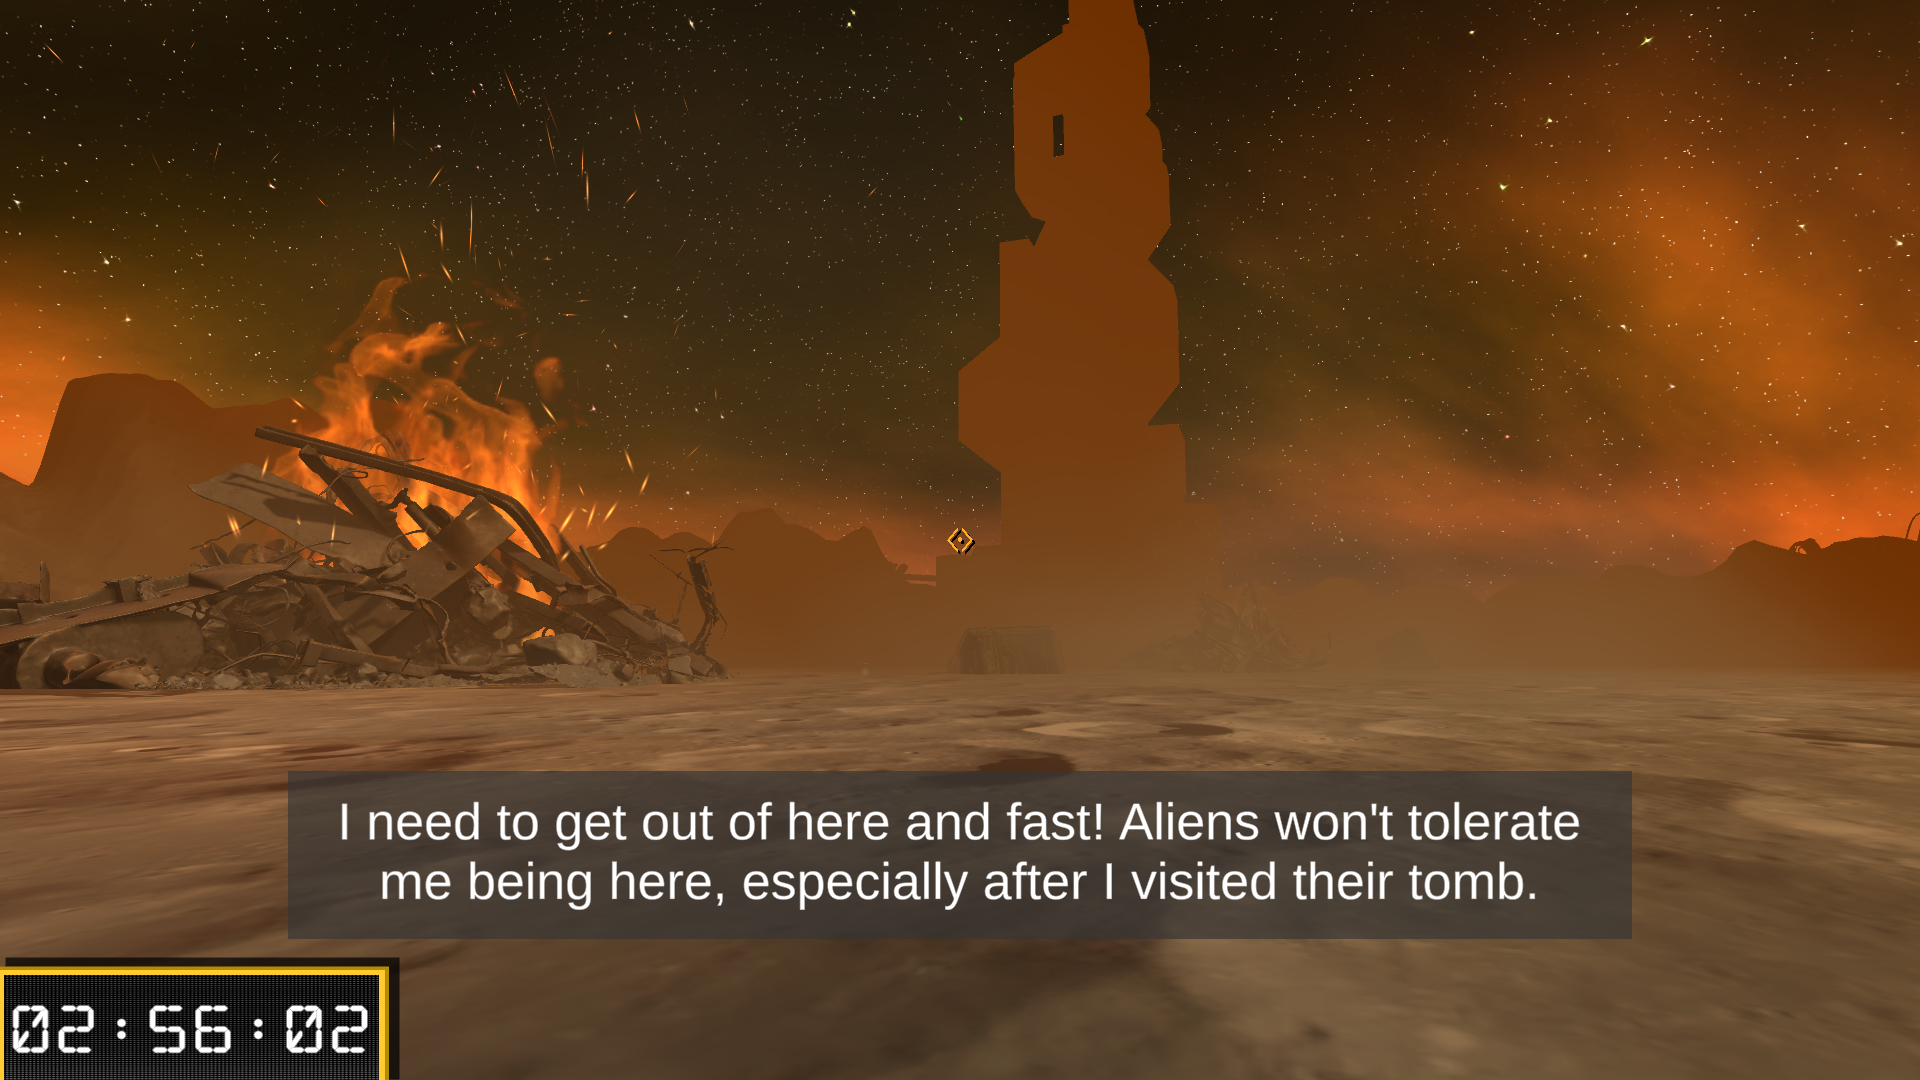 I need to get out of here and fast! Aliens won't tolerate
me being here, especially after I visited their tomb.
02:56:02